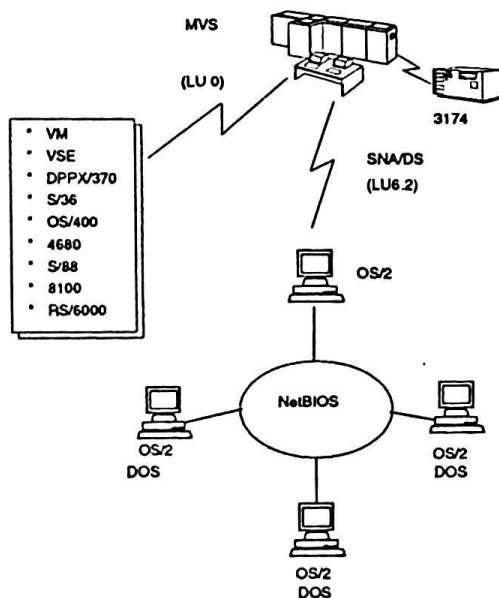 MVS
(LU 0)
3174
• VM
• VSE
• DPPX/370
• S/36
• OS/400
• 4680
• S/88
• 8100
• RS/6000
SNA/DS
(LU6.2)
OS/2
NetBIOS
OS/2
DOS
OS/2
DOS
OS/2
DOS